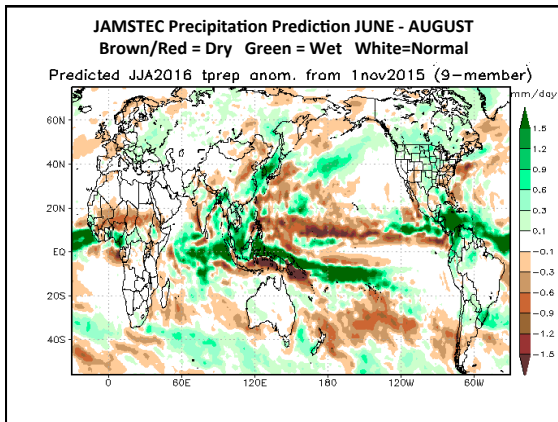 JAMSTEC Precipitation Prediction JUNE - AUGUST
Brown/Red = Dry Green = Wet White=Normal
Predicted JJA2016 tprep anom. from 1nov2015 (9-member)
mm/day
60N
40N
20N
EQ
20S
40S
0
60E
120E
180
120W
60W
1.5
1.2
0.9
0.6
0.3
0.1
-0.1
-0.3
-0.6
-0.9
-1.2
-1.5